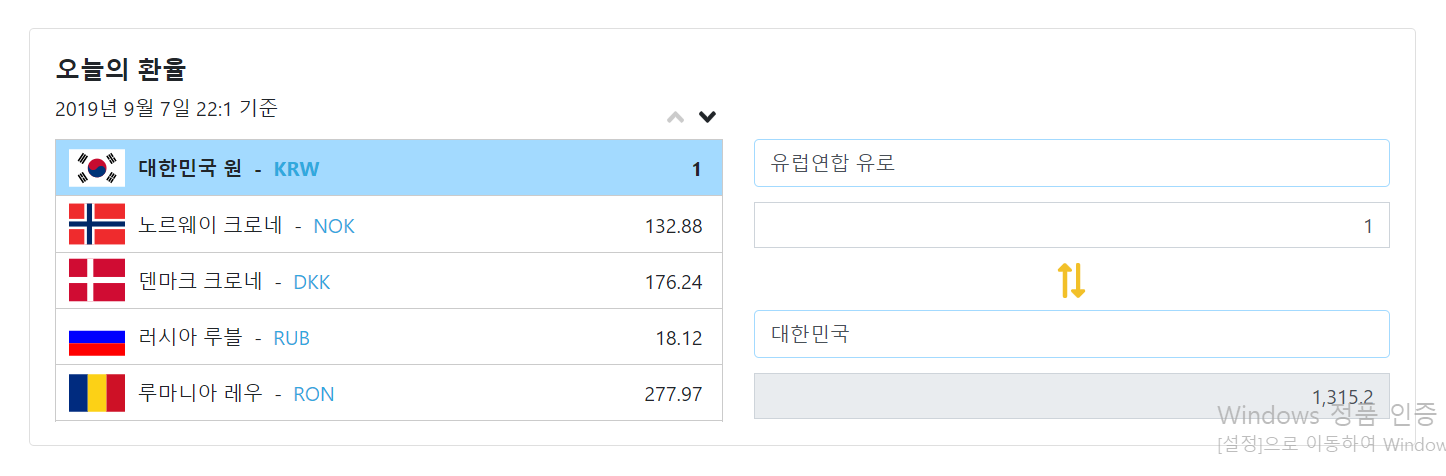 오늘의 환율
2019년 9월 7일 22:1 기준
대한민국 원 - KRW 1
노르웨이 크로네 - NOK 132.88
덴마크 크로네 - DKK 176.24
러시아 루블 - RUB 18.12
루마니아 레우 - RON 277.97
유럽연합 유로
1
대한민국
1,315.2
Windows 정품 인증
[설정]으로 이동하여 Window